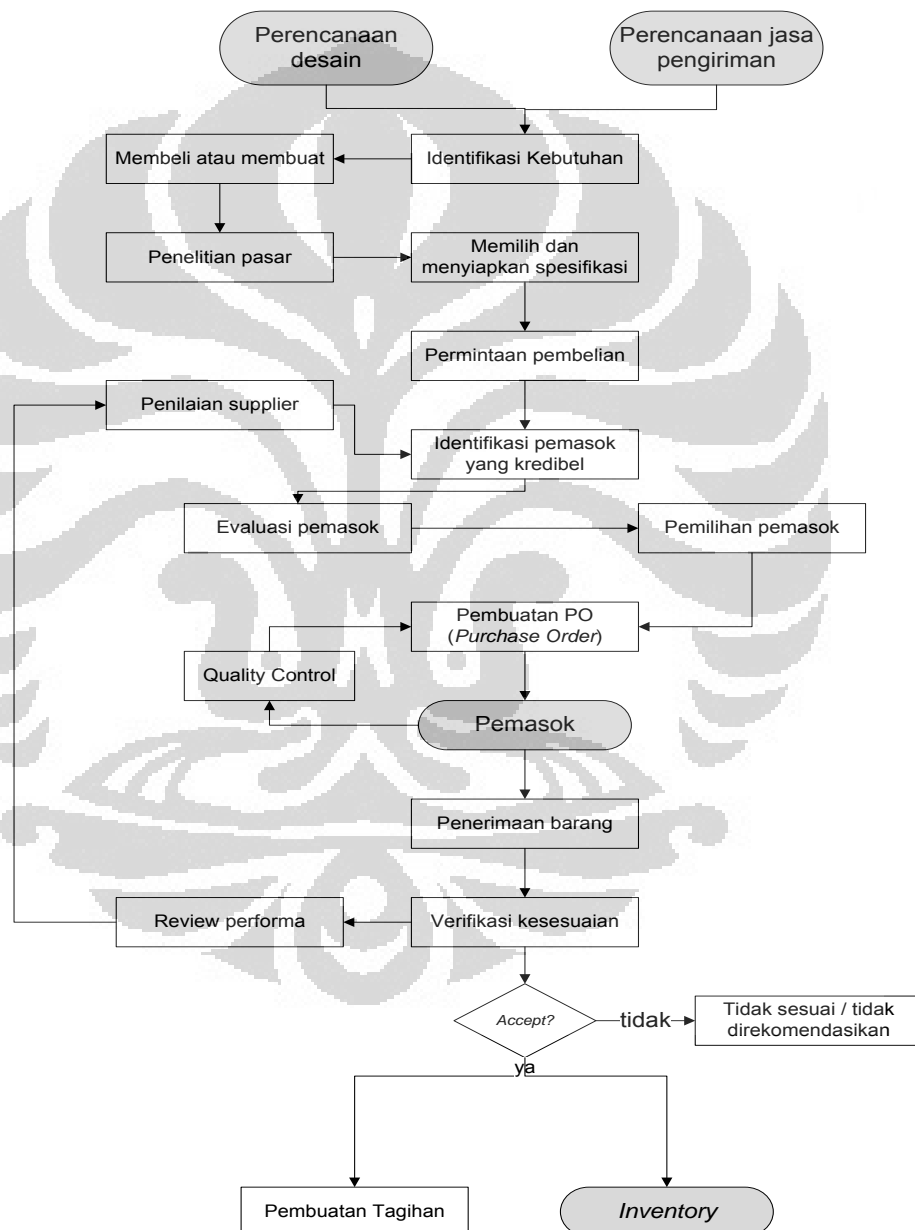 Perencanaan
desain
Perencanaan jasa
pengiriman
Membeli atau membuat
Identifikasi Kebutuhan
Penelitian pasar
Memilih dan
menyiapkan spesifikasi
Permintaan pembelian
Penilaian supplier
Identifikasi pemasok
yang kredibel
Evaluasi pemasok
Pemilihan pemasok
Pembuatan PO
(Purchase Order)
Quality Control
Pemasok
Penerimaan barang
Review performa
Verifikasi kesesuaian
Accept?
tidak
Tidak sesuai / tidak
direkomendasikan
ya
Pembuatan Tagihan
Inventory